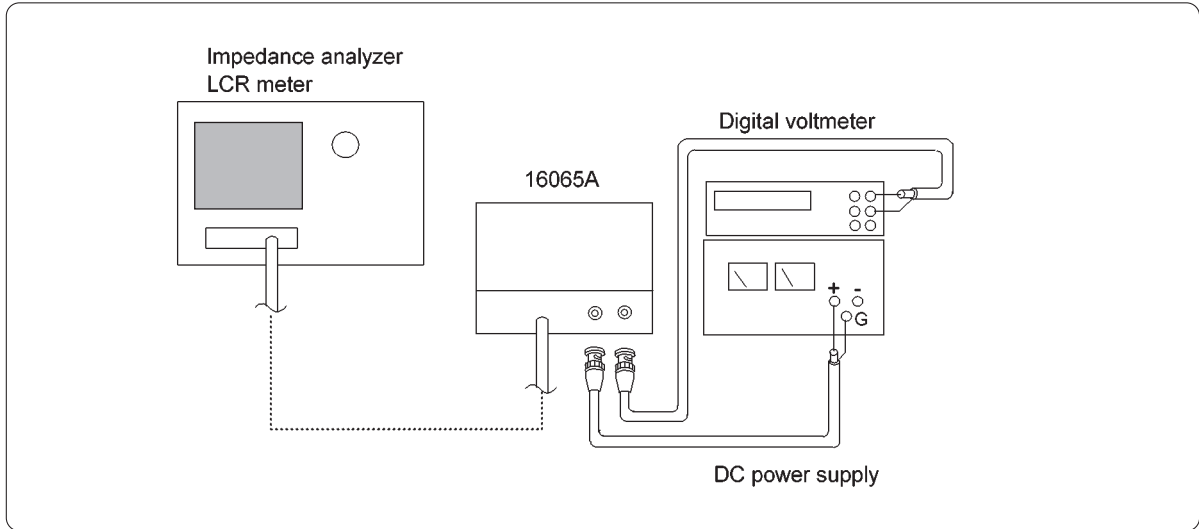 Impedance analyzer
LCR meter
Digital voltmeter
16065A
+ -
G
DC power supply